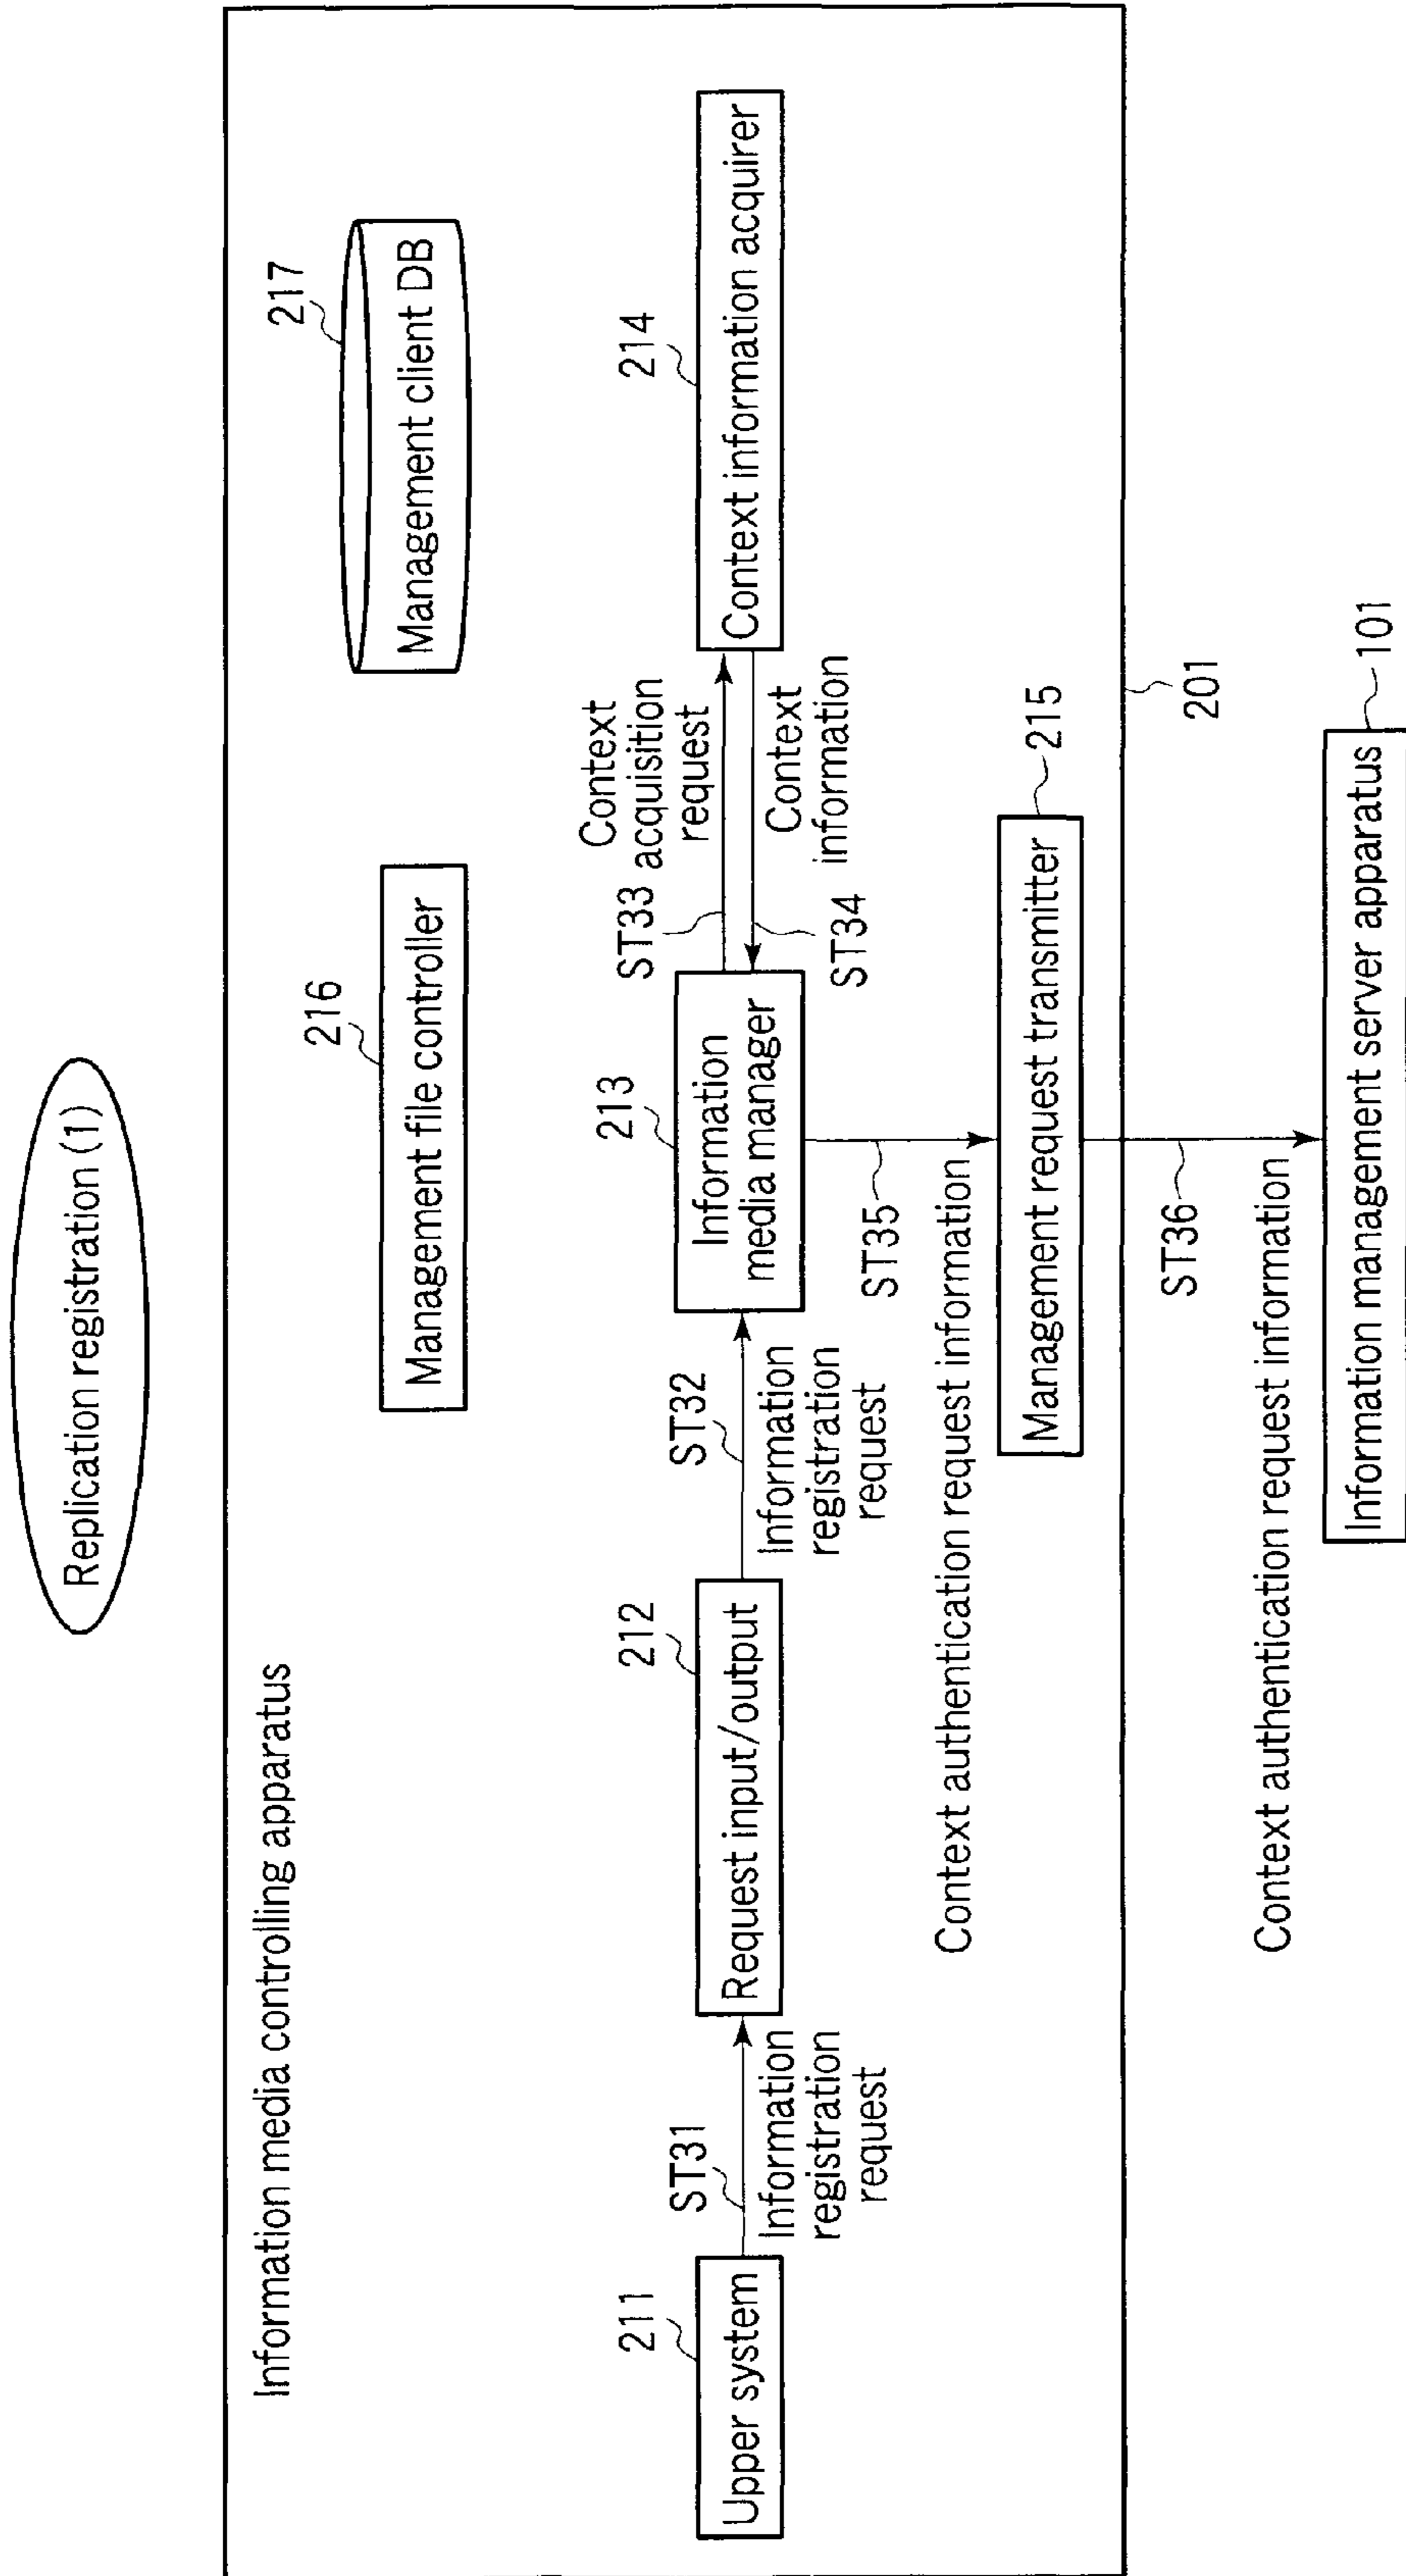 Replication registration (1)
Information media controlling apparatus
216
Management file controller
217
Management client DB
211
Upper system
ST31
Information
registration
request
212
Request input/output
ST32
Information
registration
request
213
Information
media manager
ST33
Context
acquisition
request
ST34
Context
information
214
Context information acquirer
ST35
Context authentication request information
Management request transmitter
215
201
ST36
Context authentication request information
Information management server apparatus
101